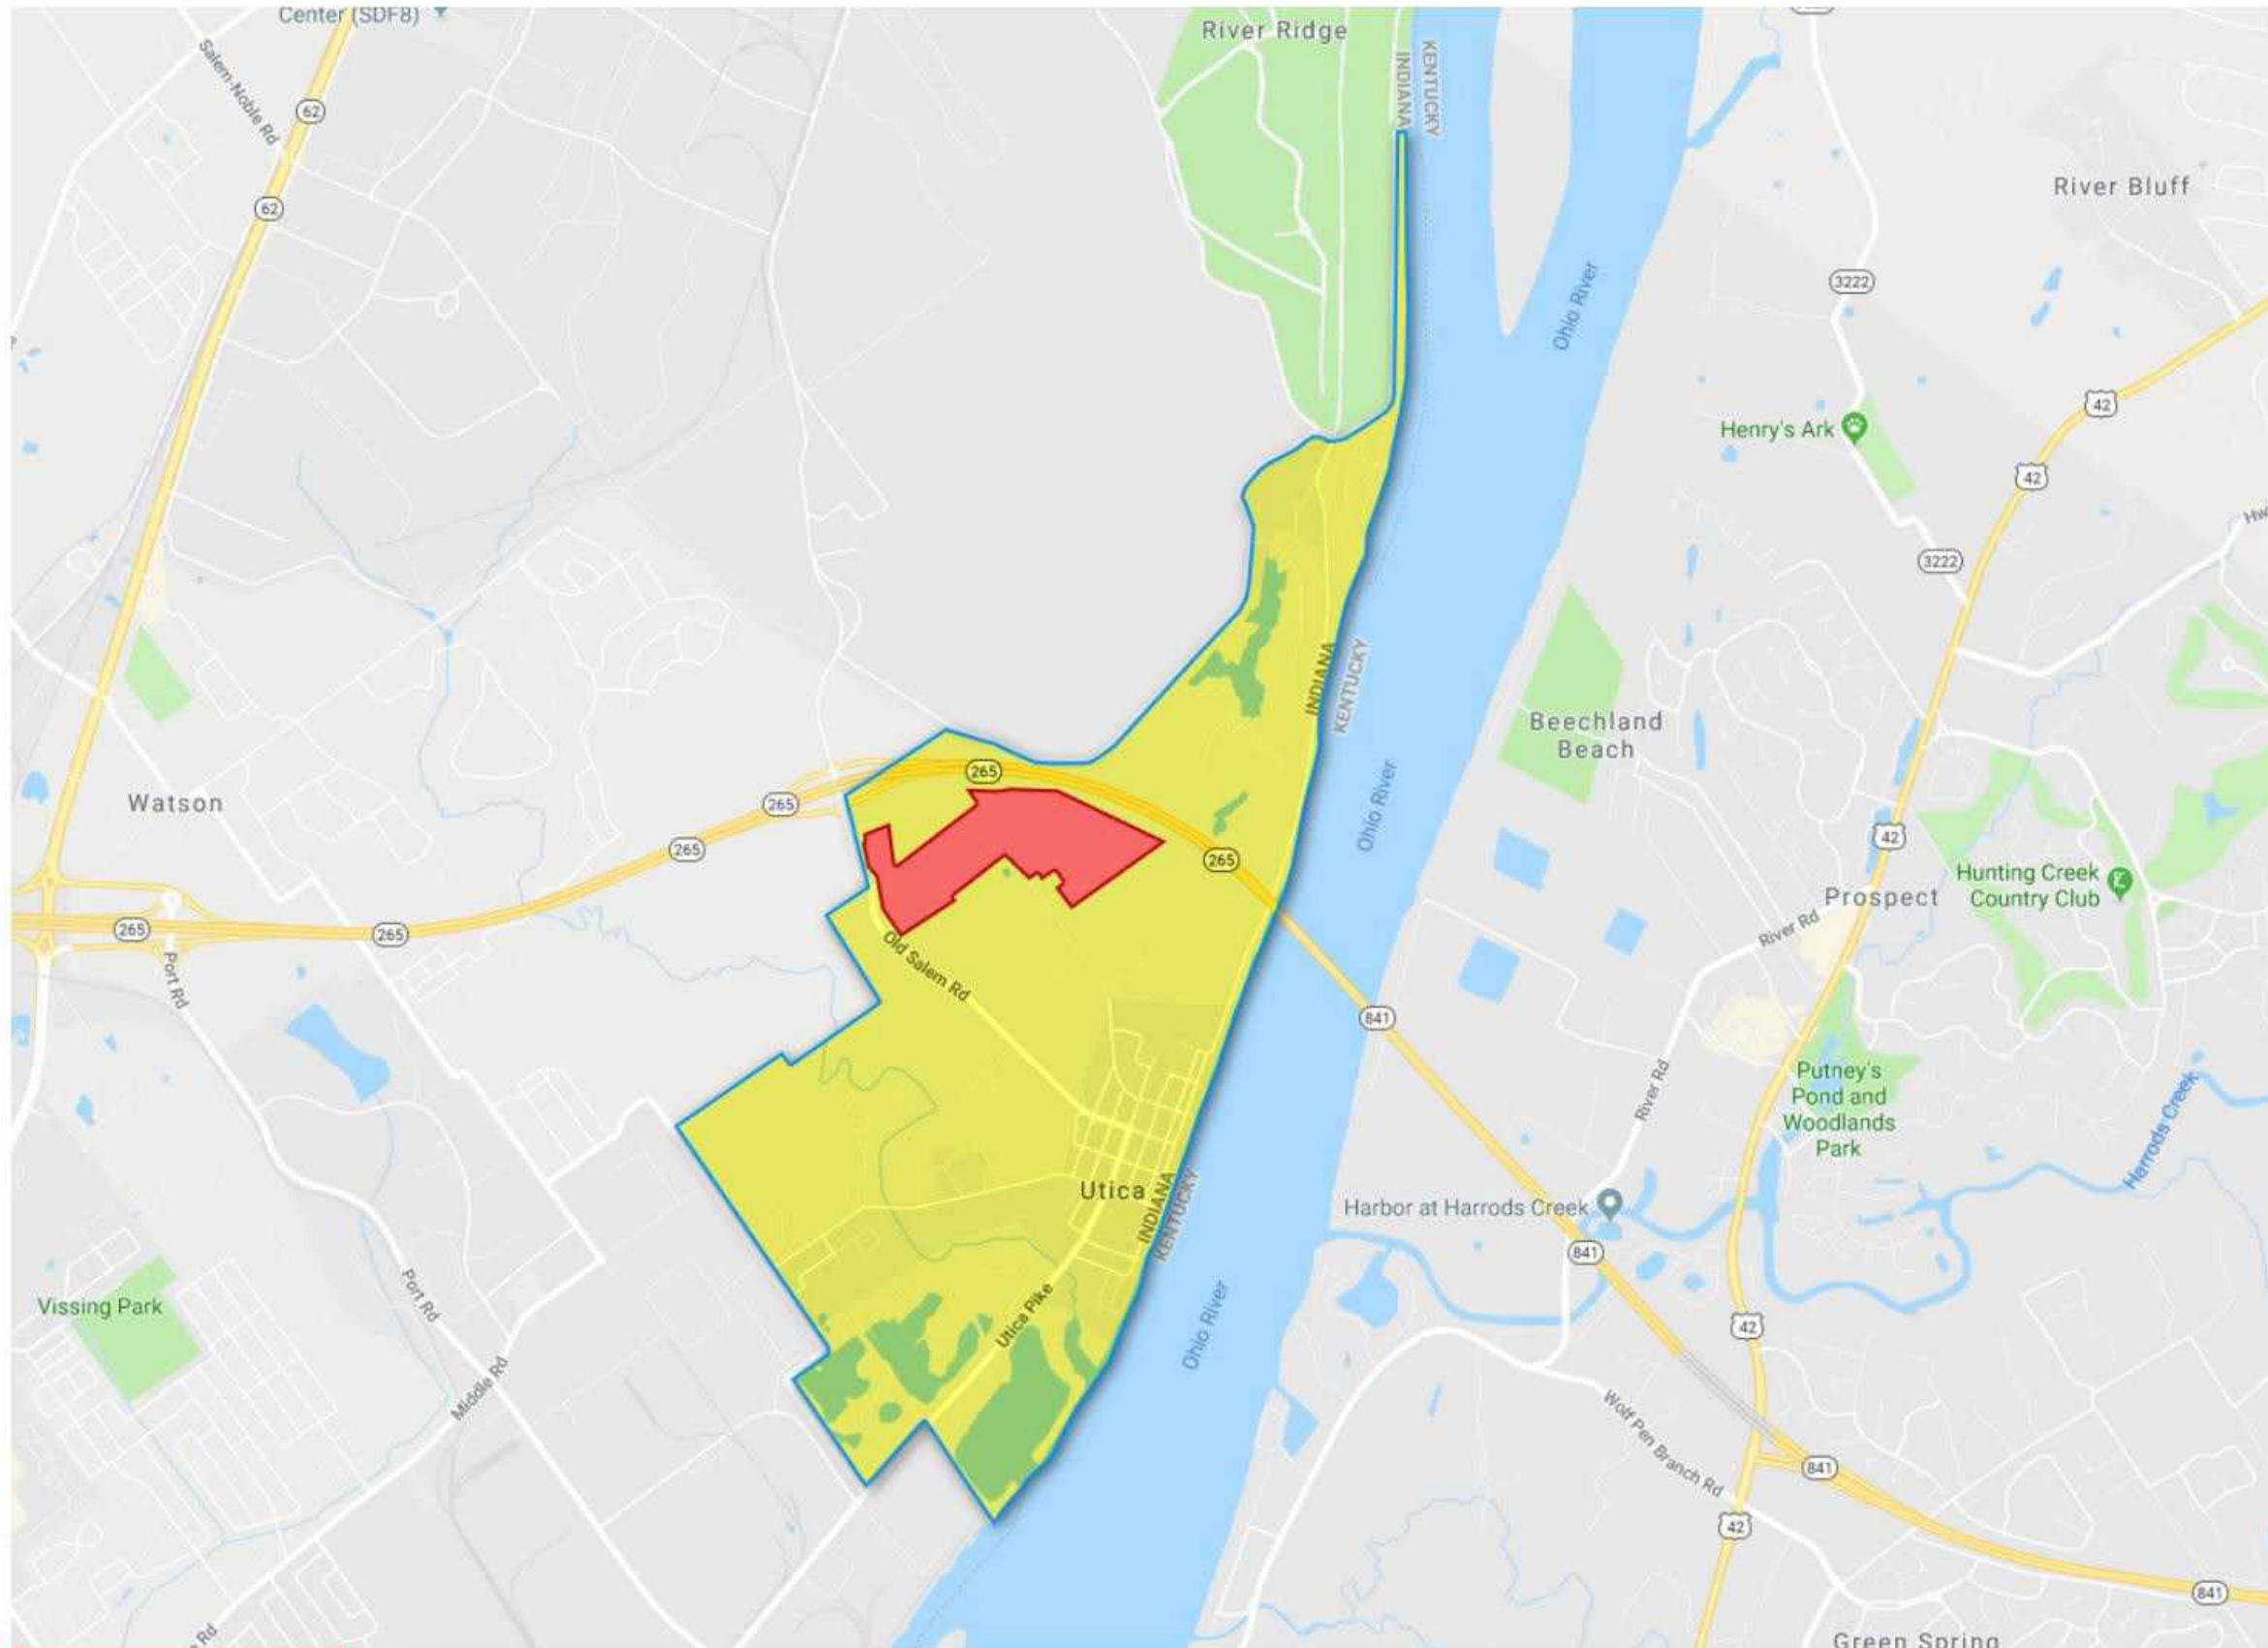 Center (SDF8)
River Ridge
INDIANA
KENTUCKY
Salem-Noble Rd
62
62
River Bluff
3222
Ohio River
42
Henry's Ark
42
3222
INDIANA
KENTUCKY
Beechland
Beach
265
Watson
265
Ohio River
42
265
265
Hunting Creek
Country Club
Prospect
265
265
River Rd
Old Salem Rd
Port Rd
841
Putney's
Pond and
Woodlands
Park
River Rd
Harrods Creek
Utica
INDIANA
KENTUCKY
Harbor at Harrods Creek
841
Vissing Park
Port Rd
Utica Pike
Ohio River
42
Middle Rd
Wolf Pen Branch Rd
841
42
841
Rd
Green Spring